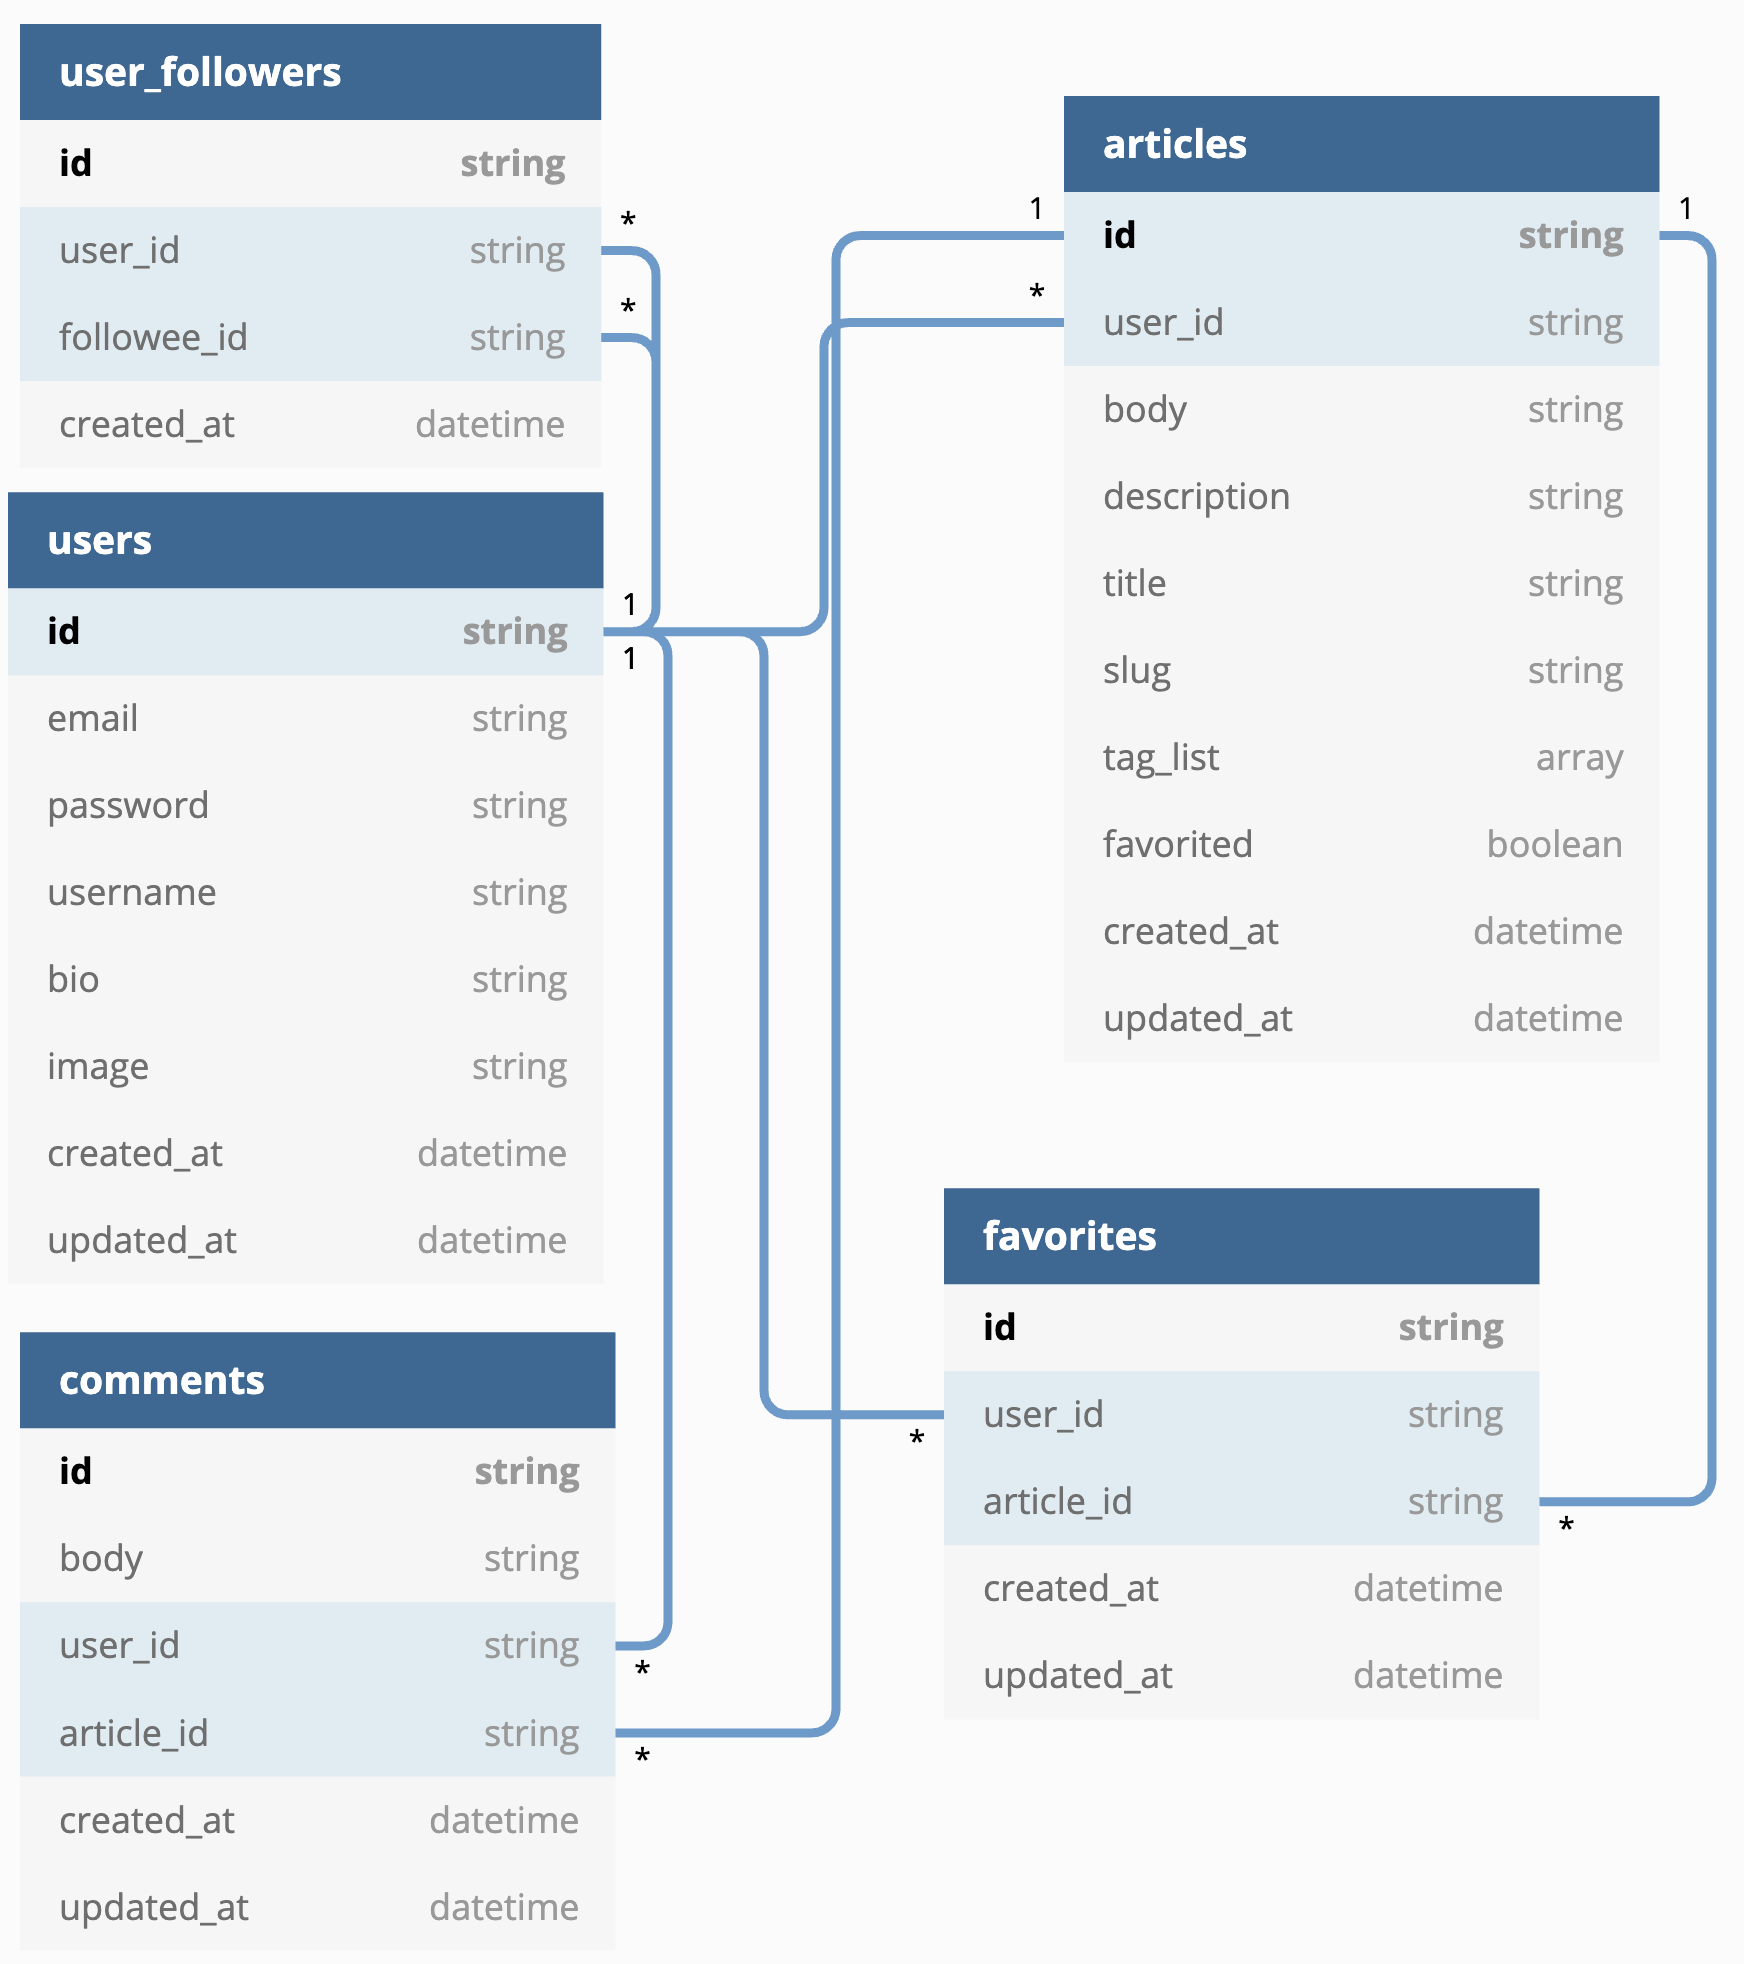 user_followers
id string
user_id string
*
followee_id string
*
created_at datetime
users
id string
1
1
email string
password string
username string
bio string
image string
created_at datetime
updated_at datetime
comments
id string
body string
user_id string
*
article_id string
*
created_at datetime
updated_at datetime
articles
1
id string
1
*
user_id string
body string
description string
title string
slug string
tag_list array
favorited boolean
created_at datetime
updated_at datetime
favorites
id string
user_id string
*
article_id string
*
created_at datetime
updated_at datetime